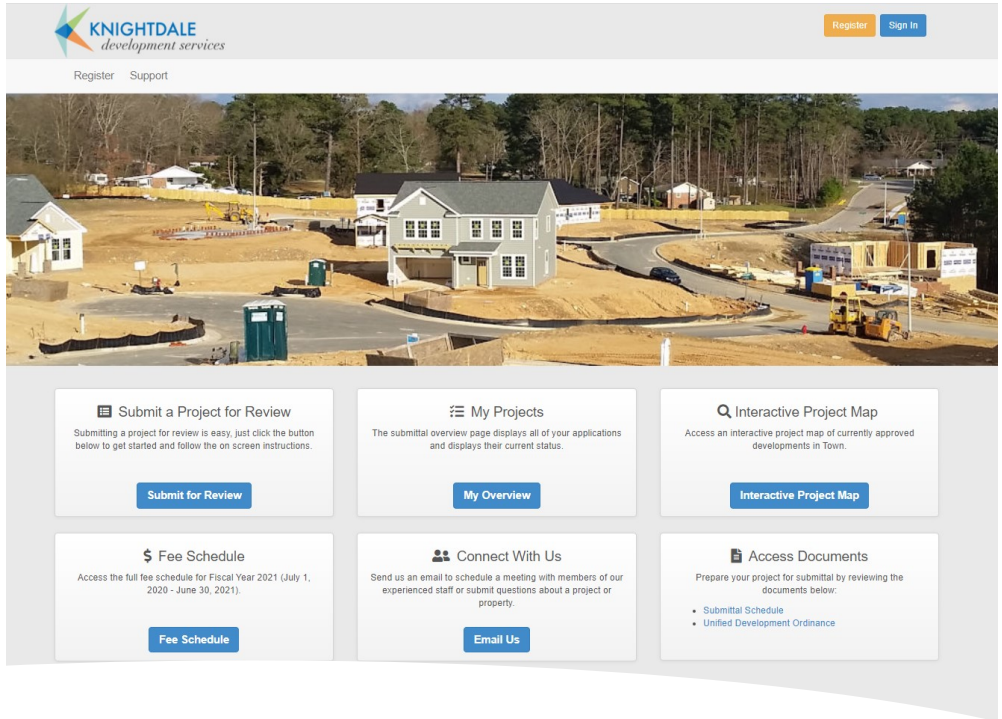 KNIGHTDALE
development services
Register
Sign In
Register
Support
Submit a Project for Review
Submitting a project for review is easy, just click the button
below to get started and follow the on screen instructions.
Submit for Review
My Projects
The submittal overview page displays all of your applications
and displays their current status.
My Overview
Interactive Project Map
Access an interactive project map of currently approved
developments in Town.
Interactive Project Map
$ Fee Schedule
Access the full fee schedule for Fiscal Year 2021 (July 1,
2020 - June 30, 2021).
Fee Schedule
Connect With Us
Send us an email to schedule a meeting with members of our
experienced staff or submit questions about a project or
property.
Email Us
Access Documents
Prepare your project for submittal by reviewing the
documents below:
• Submittal Schedule
• Unified Development Ordinance